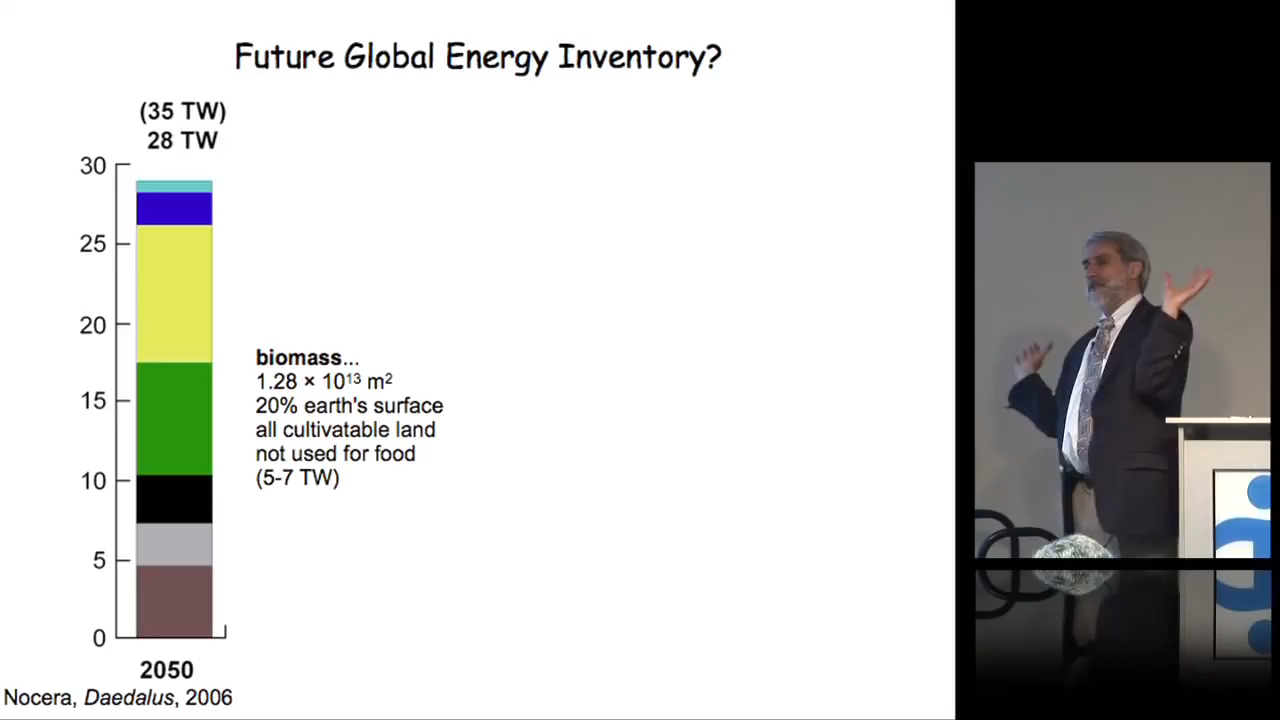 Future Global Energy Inventory?
(35 TW)
28 TW
30
25
20
15
10
5
0
biomass...
1.28 × 10¹³ m²
20% earth's surface
all cultivatable land
not used for food
(5-7 TW)
2050
Nocera, Daedalus, 2006